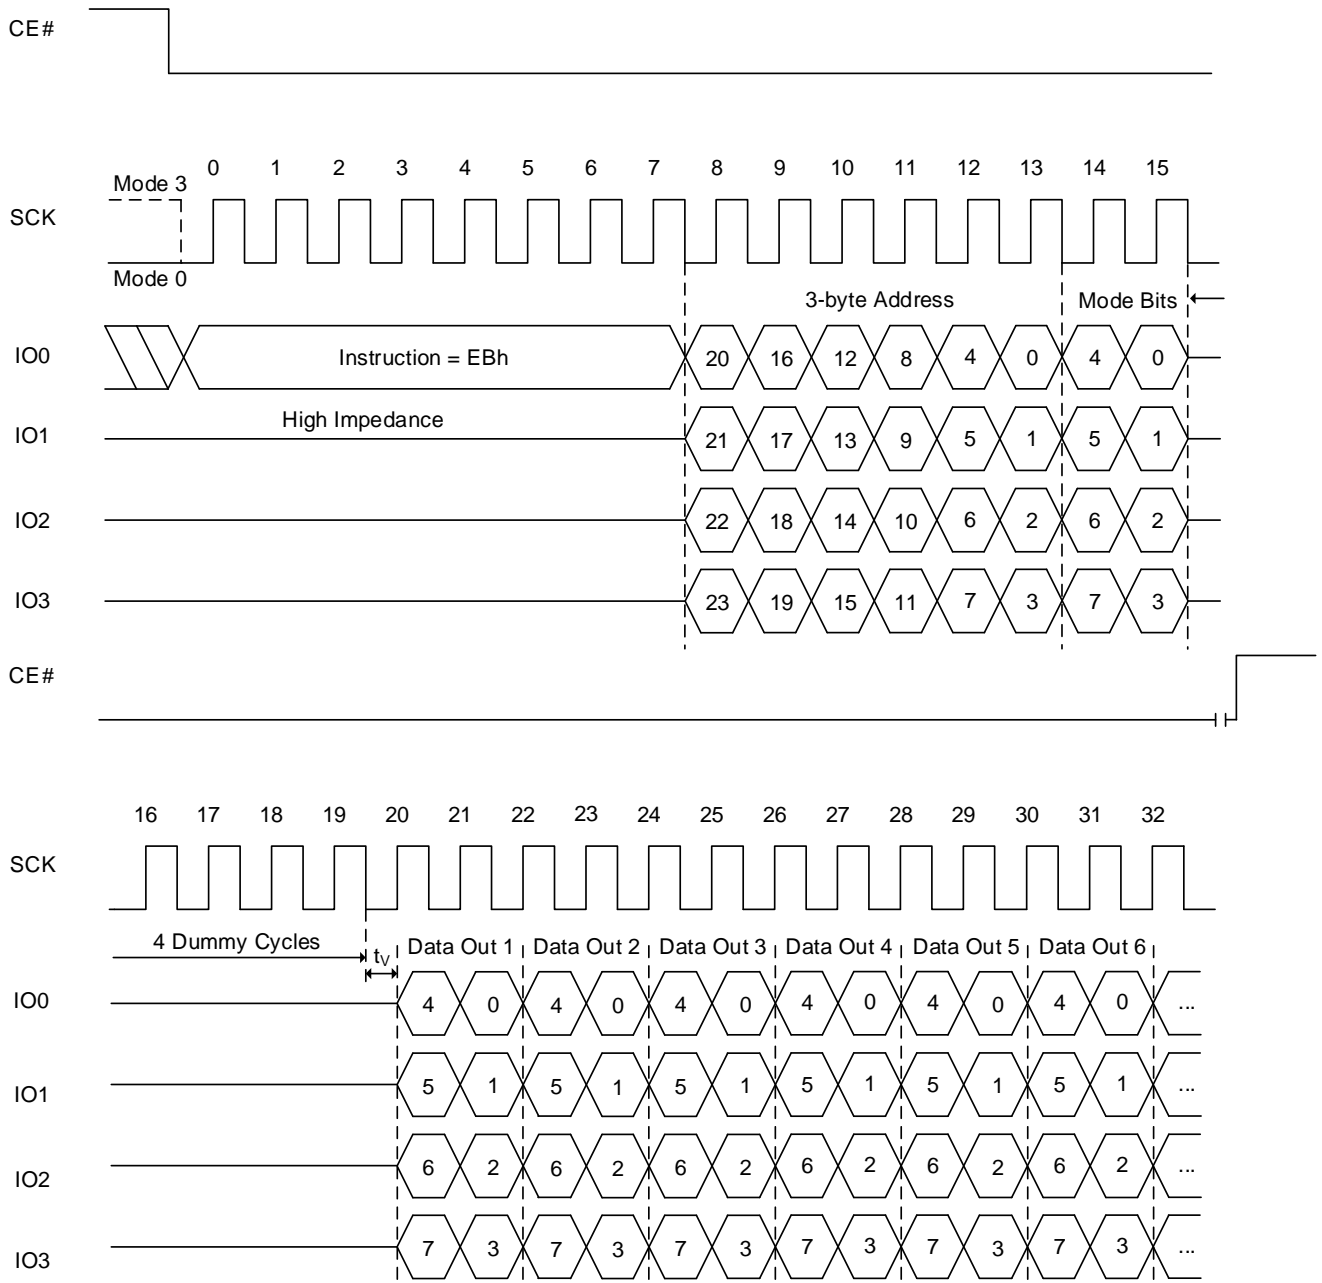 CE#
0 1 2 3 4 5 6 7 8 9 10 11 12 13 14 15
Mode 3
SCK
Mode 0
3-byte Address Mode Bits
IO0 Instruction = EBh 20 16 12 8 4 0 4 0
High Impedance
IO1 21 17 13 9 5 1 5 1
IO2 22 18 14 10 6 2 6 2
IO3 23 19 15 11 7 3 7 3
CE#
16 17 18 19 20 21 22 23 24 25 26 27 28 29 30 31 32
SCK
4 Dummy Cycles tV Data Out 1 Data Out 2 Data Out 3 Data Out 4 Data Out 5 Data Out 6
IO0 4 0 4 0 4 0 4 0 4 0 4 0 ...
IO1 5 1 5 1 5 1 5 1 5 1 5 1 ...
IO2 6 2 6 2 6 2 6 2 6 2 6 2 ...
IO3 7 3 7 3 7 3 7 3 7 3 7 3 ...